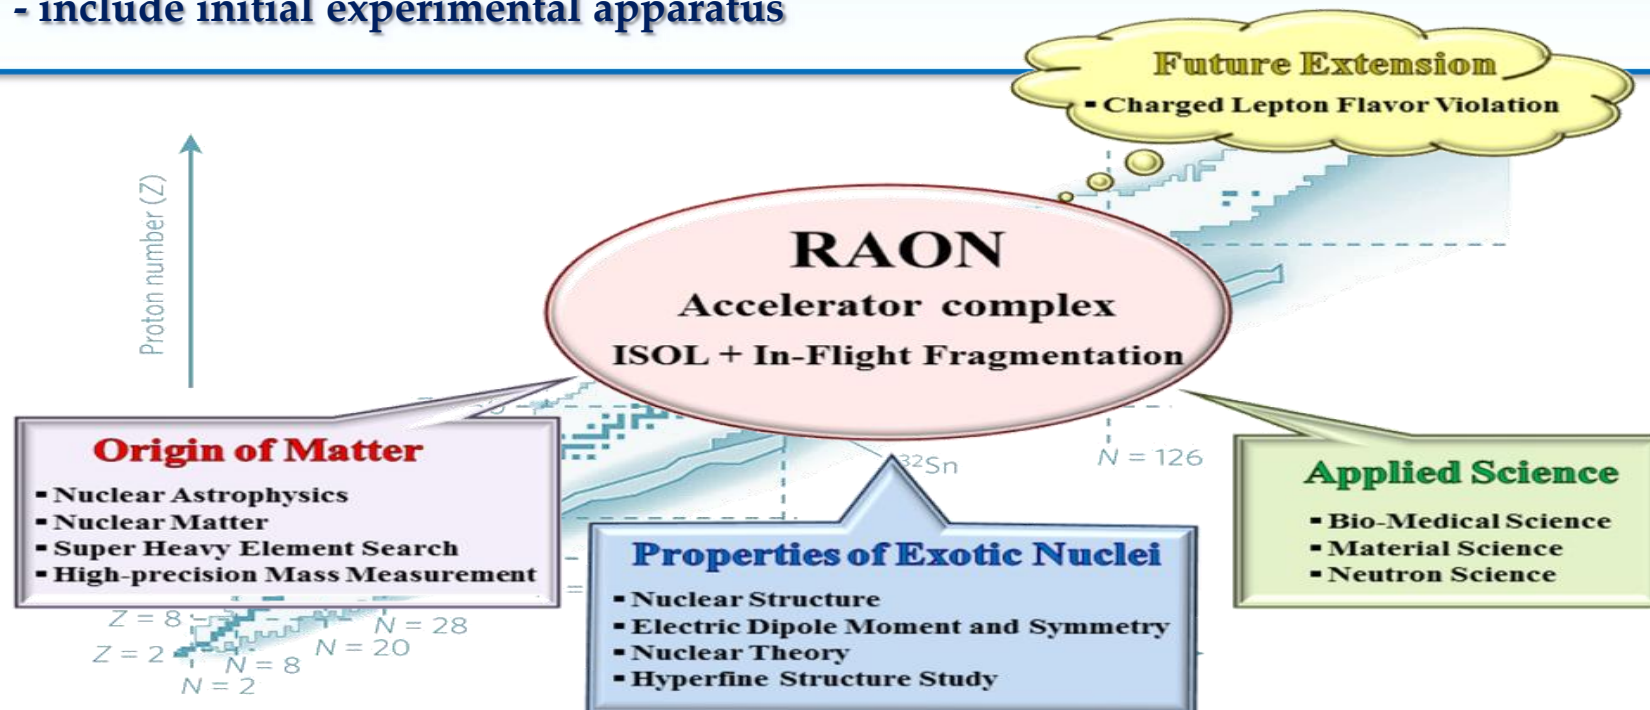 - include initial experimental apparatus
Future Extension
▪ Charged Lepton Flavor Violation
Proton number (Z)
RAON
Accelerator complex
ISOL + In-Flight Fragmentation
Origin of Matter
▪ Nuclear Astrophysics
▪ Nuclear Matter
▪ Super Heavy Element Search
▪ High-precision Mass Measurement
32Sn
N = 126
Applied Science
▪ Bio-Medical Science
▪ Material Science
▪ Neutron Science
Properties of Exotic Nuclei
▪ Nuclear Structure
▪ Electric Dipole Moment and Symmetry
▪ Nuclear Theory
▪ Hyperfine Structure Study
Z = 8
N = 28
Z = 2
N = 20
N = 8
N = 2